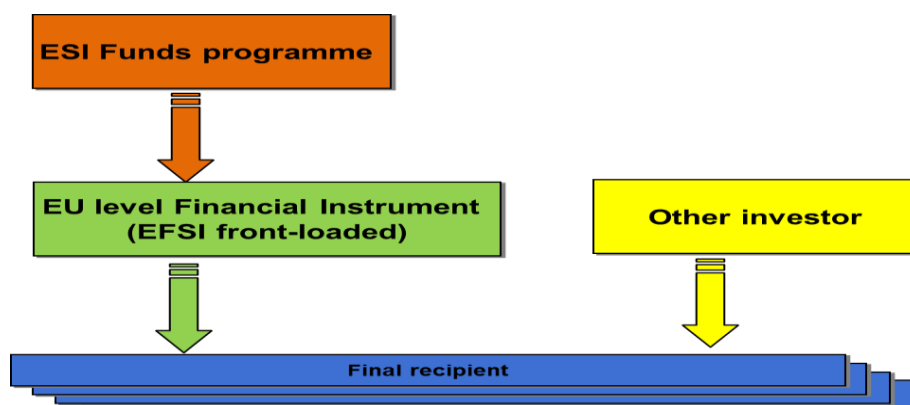 ESI Funds programme
EU level Financial Instrument
(EFSI front-loaded)
Other investor
Final recipient